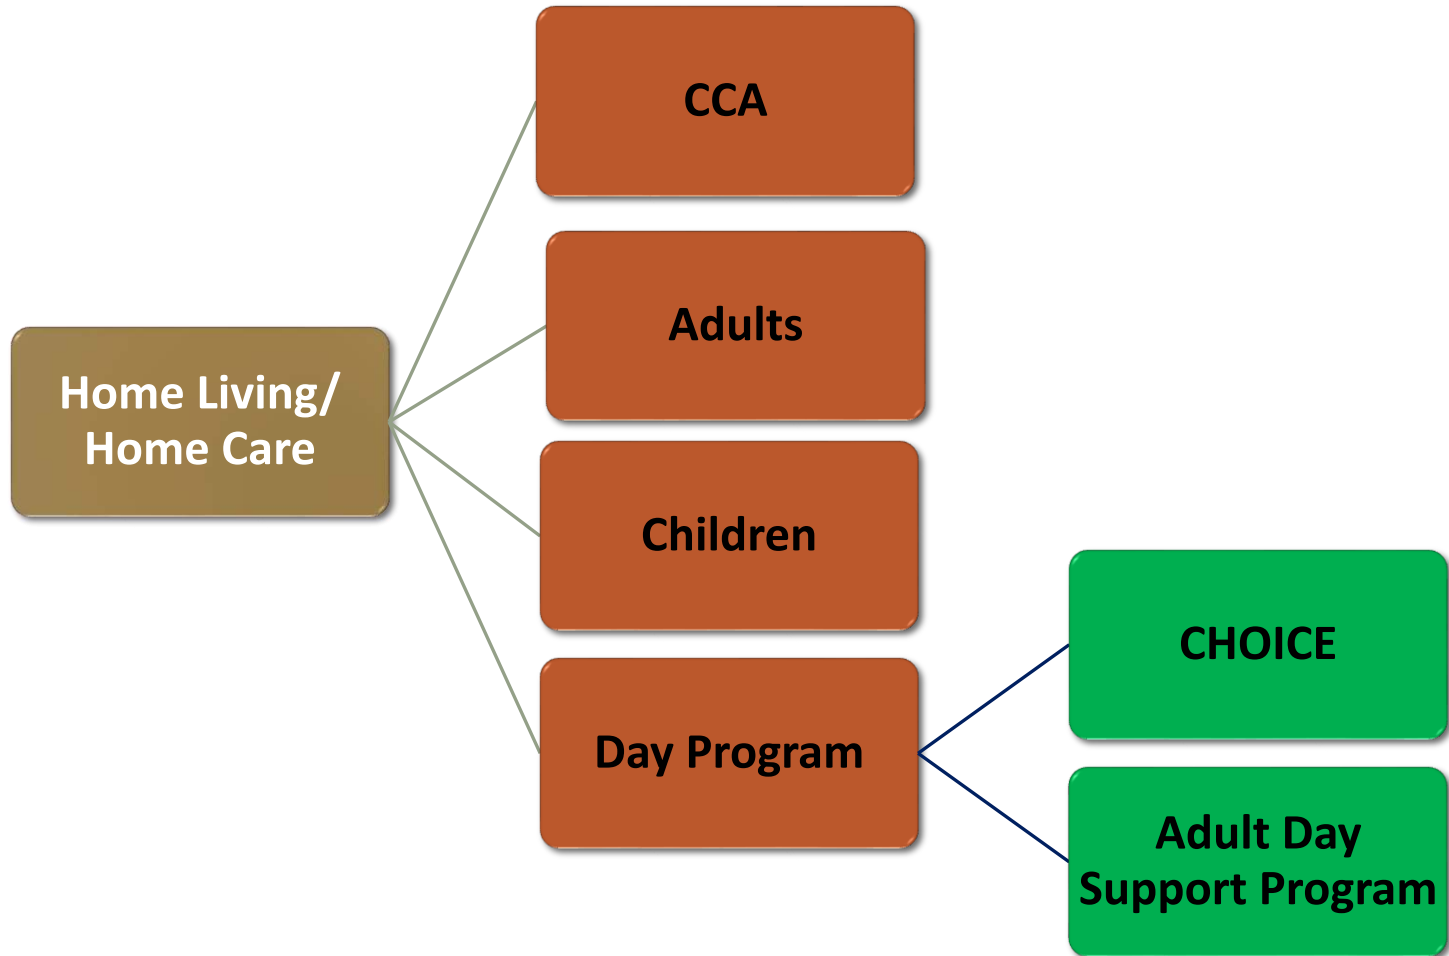 CCA
Adults
Home Living/
Home Care
Children
CHOICE
Day Program
Adult Day
Support Program